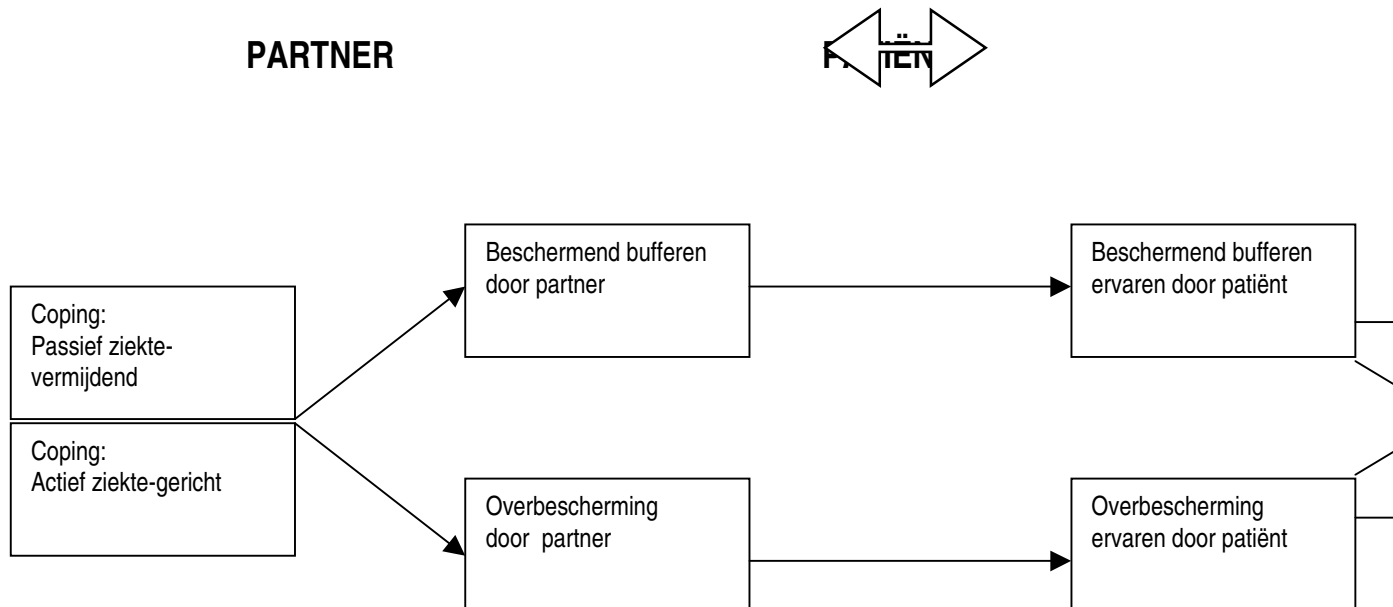 PARTNER
Beschermend bufferen
door partner
Beschermend bufferen
ervaren door patiënt
Coping:
Passief ziekte-
vermijdend
Coping:
Actief ziekte-gericht
Overbescherming
door partner
Overbescherming
ervaren door patiënt